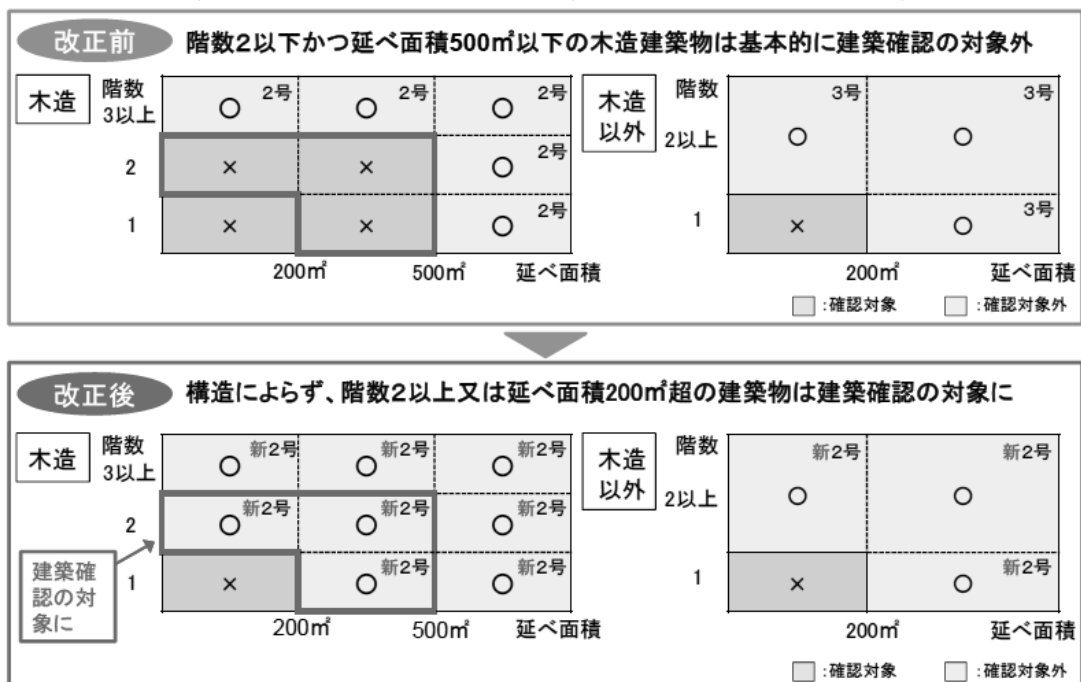 改正前 階数2以下かつ延べ面積500㎡以下の木造建築物は基本的に建築確認の対象外
木造 階数 3以上 ○ 2号 ○ 2号 ○ 2号
2 × × ○ 2号
1 × × ○ 2号
200㎡ 500㎡ 延べ面積
木造以外 階数 2以上 ○ 3号 ○ 3号
1 × ○ 3号
200㎡ 延べ面積
:確認対象 :確認対象外
改正後 構造によらず、階数2以上又は延べ面積200㎡超の建築物は建築確認の対象に
木造 階数 3以上 ○ 新2号 ○ 新2号 ○ 新2号
2 ○ 新2号 ○ 新2号 ○ 新2号
1 × ○ 新2号 ○ 新2号
建築確
認の対
象に
200㎡ 500㎡ 延べ面積
木造以外 階数 2以上 ○ 新2号 ○ 新2号
1 × ○ 新2号
200㎡ 延べ面積
:確認対象 :確認対象外